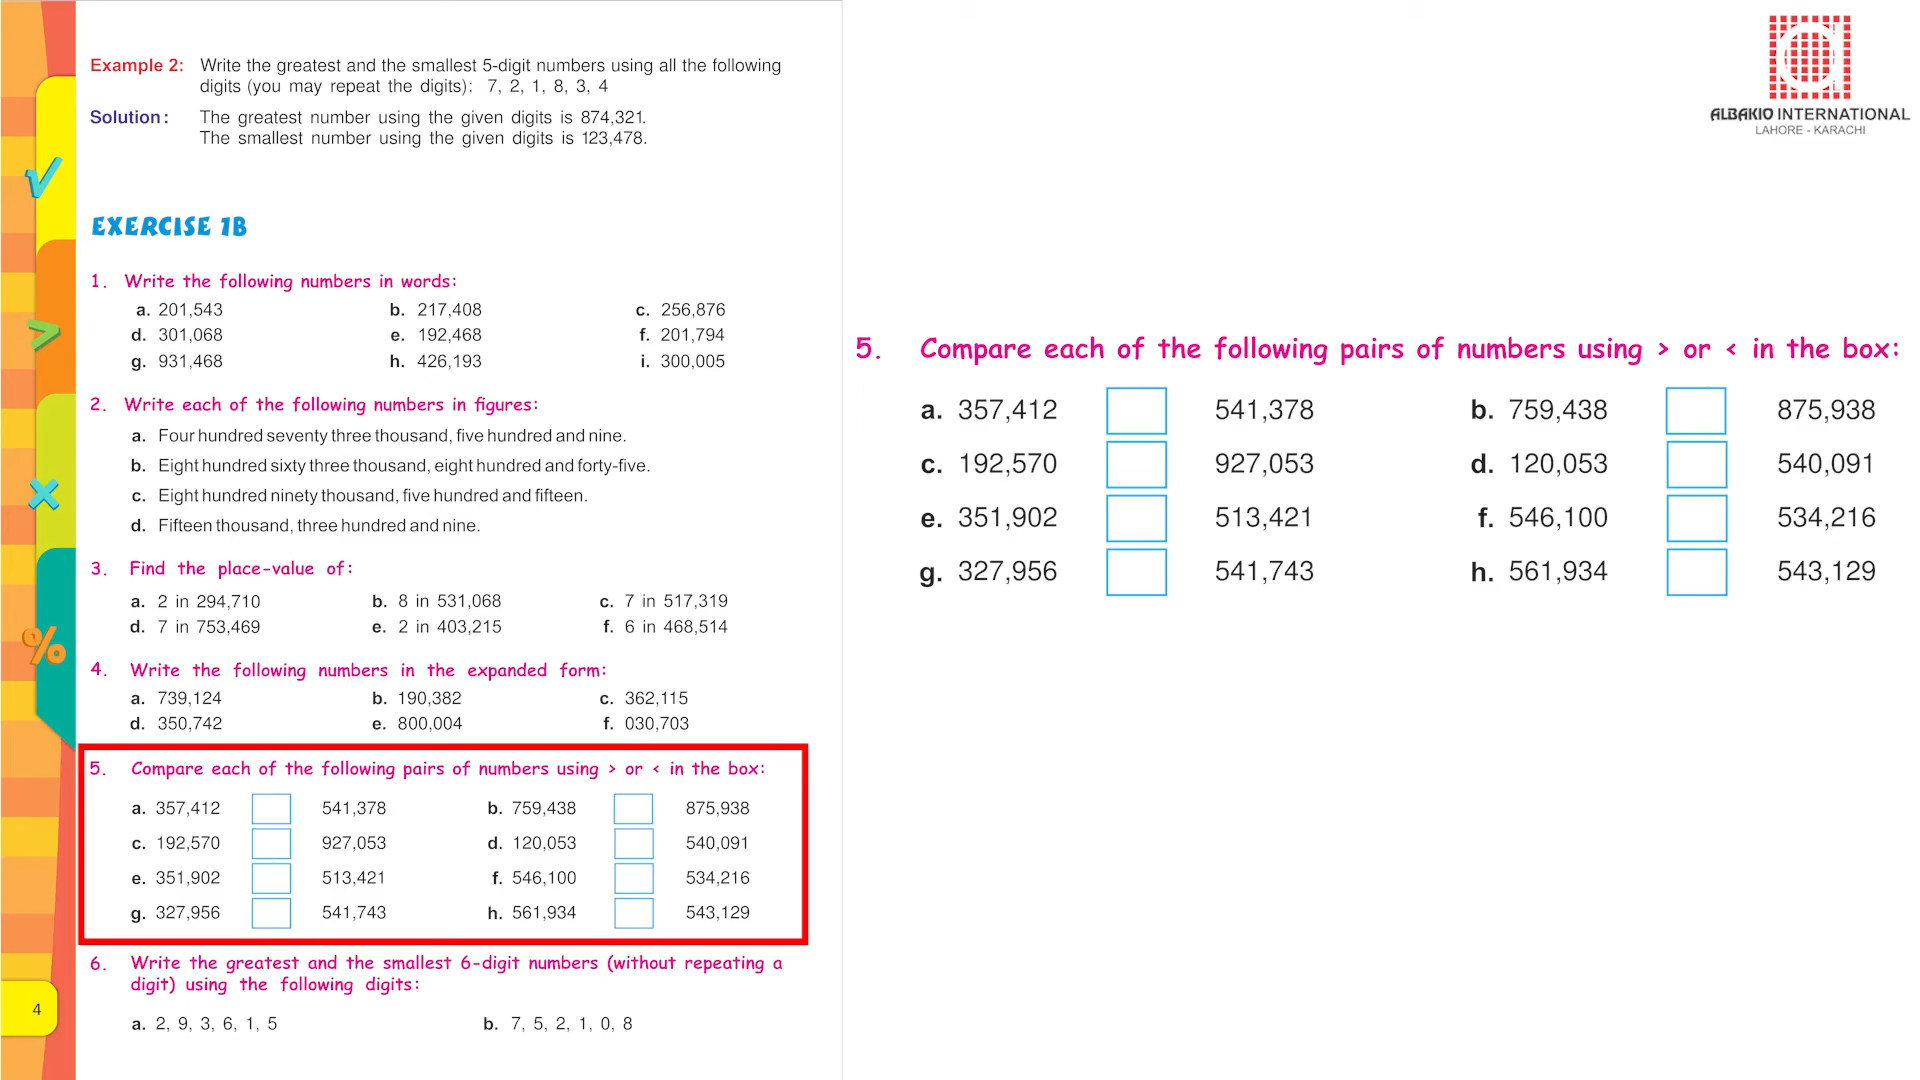 Example 2: Write the greatest and the smallest 5-digit numbers using all the following
digits (you may repeat the digits): 7, 2, 1, 8, 3, 4
Solution: The greatest number using the given digits is 874,321.
The smallest number using the given digits is 123,478.
EXERCISE 1B
1. Write the following numbers in words:
a. 201,543 b. 217,408 c. 256,876
d. 301,068 e. 192,468 f. 201,794
g. 931,468 h. 426,193 i. 300,005
2. Write each of the following numbers in figures:
a. Four hundred seventy three thousand, five hundred and nine.
b. Eight hundred sixty three thousand, eight hundred and forty-five.
c. Eight hundred ninety thousand, five hundred and fifteen.
d. Fifteen thousand, three hundred and nine.
3. Find the place-value of:
a. 2 in 294,710 b. 8 in 531,068 c. 7 in 517,319
d. 7 in 753,469 e. 2 in 403,215 f. 6 in 468,514
4. Write the following numbers in the expanded form:
a. 739,124 b. 190,382 c. 362,115
d. 350,742 e. 800,004 f. 030,703
5. Compare each of the following pairs of numbers using > or < in the box:
a. 357,412 541,378 b. 759,438 875,938
c. 192,570 927,053 d. 120,053 540,091
e. 351,902 513,421 f. 546,100 534,216
g. 327,956 541,743 h. 561,934 543,129
6. Write the greatest and the smallest 6-digit numbers (without repeating a
digit) using the following digits:
a. 2, 9, 3, 6, 1, 5 b. 7, 5, 2, 1, 0, 8
4
√
>
×
%
ALBAKIO INTERNATIONAL
LAHORE - KARACHI
5. Compare each of the following pairs of numbers using > or < in the box:
a. 357,412 541,378 b. 759,438 875,938
c. 192,570 927,053 d. 120,053 540,091
e. 351,902 513,421 f. 546,100 534,216
g. 327,956 541,743 h. 561,934 543,129